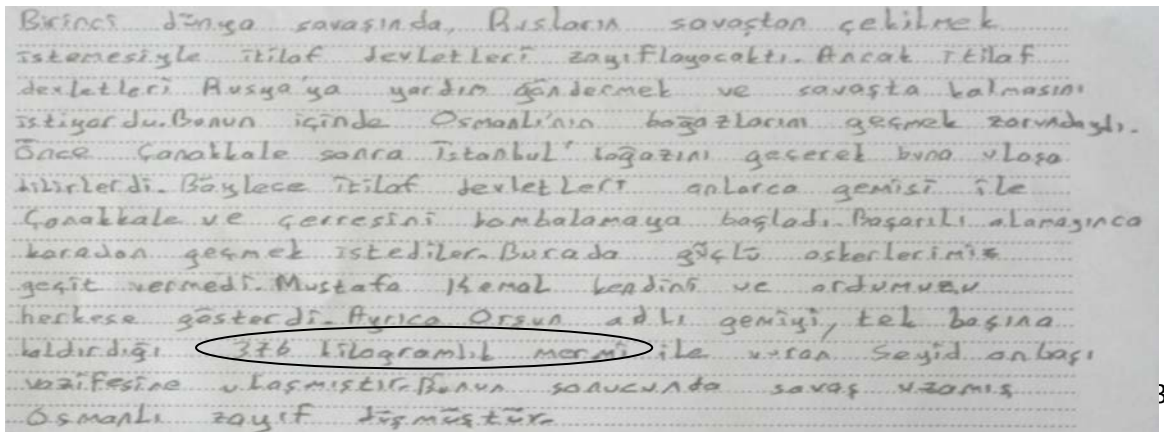 Birinci dünya savaşında, Rusların savaştan çekilmek
istemesiyle itilaf devletleri zayıflayacaktı. Ancak itilaf
devletleri Rusya'ya yardım göndermek ve savaşta kalmasını
istiyordu. Bunun içinde Osmanlı'nın boğazlarını geçmek zorundaydı.
Önce Çanakkale sonra İstanbul' boğazını geçerek buna ulaşa
bilirlerdi. Böylece itilaf devletleri onlarca gemisi ile
Çanakkale ve çevresini bombalamaya başladı. Başarılı olamayınca
karadan geçmek istediler. Burada güçlü askerlerimiz
geçit vermedi. Mustafa Kemal kendini ve ordumuzu
herkese gösterdi. Ayrıca Orsun adlı gemiyi, tek başına
kaldırdığı 376 kilogramlık mermi ile vuran Seyid onbaşı
vazifesine ulaşmıştır. Bunun sonucunda savaş uzamış
Osmanlı zayıf düşmüştür.